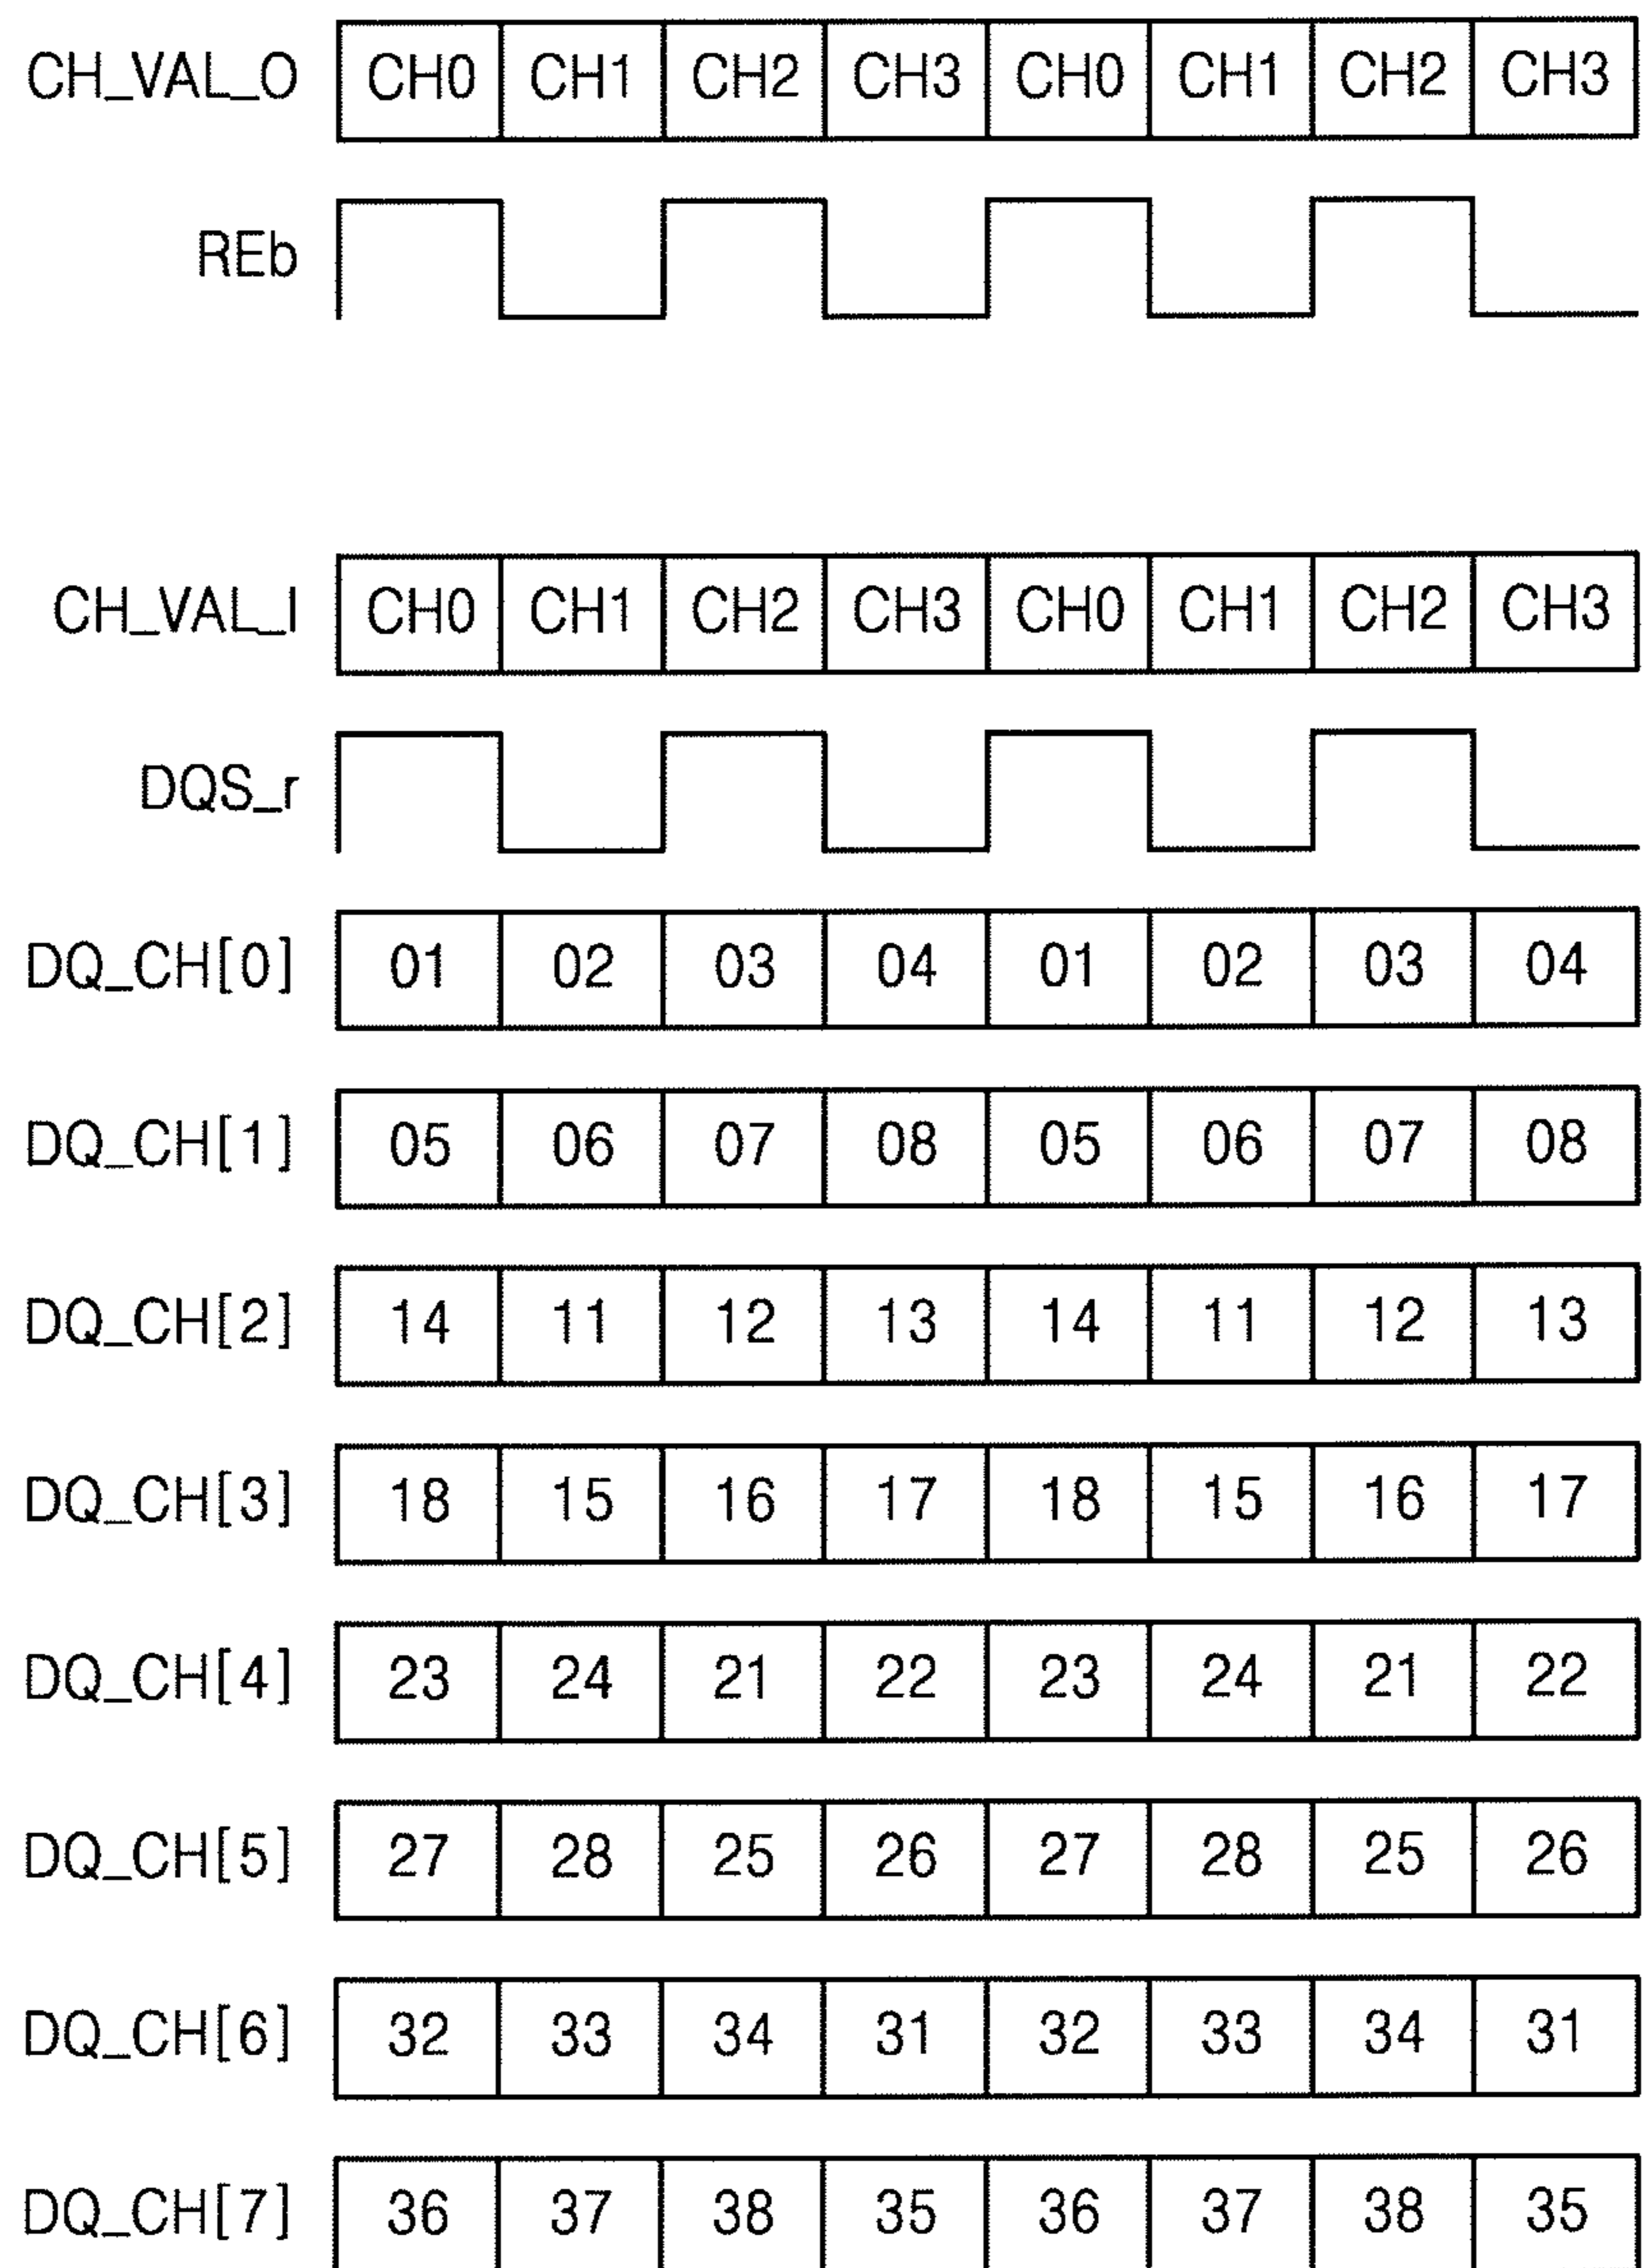 CH_VAL_O CH0 CH1 CH2 CH3 CH0 CH1 CH2 CH3
REb
CH_VAL_I CH0 CH1 CH2 CH3 CH0 CH1 CH2 CH3
DQS_r
DQ_CH[0] 01 02 03 04 01 02 03 04
DQ_CH[1] 05 06 07 08 05 06 07 08
DQ_CH[2] 14 11 12 13 14 11 12 13
DQ_CH[3] 18 15 16 17 18 15 16 17
DQ_CH[4] 23 24 21 22 23 24 21 22
DQ_CH[5] 27 28 25 26 27 28 25 26
DQ_CH[6] 32 33 34 31 32 33 34 31
DQ_CH[7] 36 37 38 35 36 37 38 35